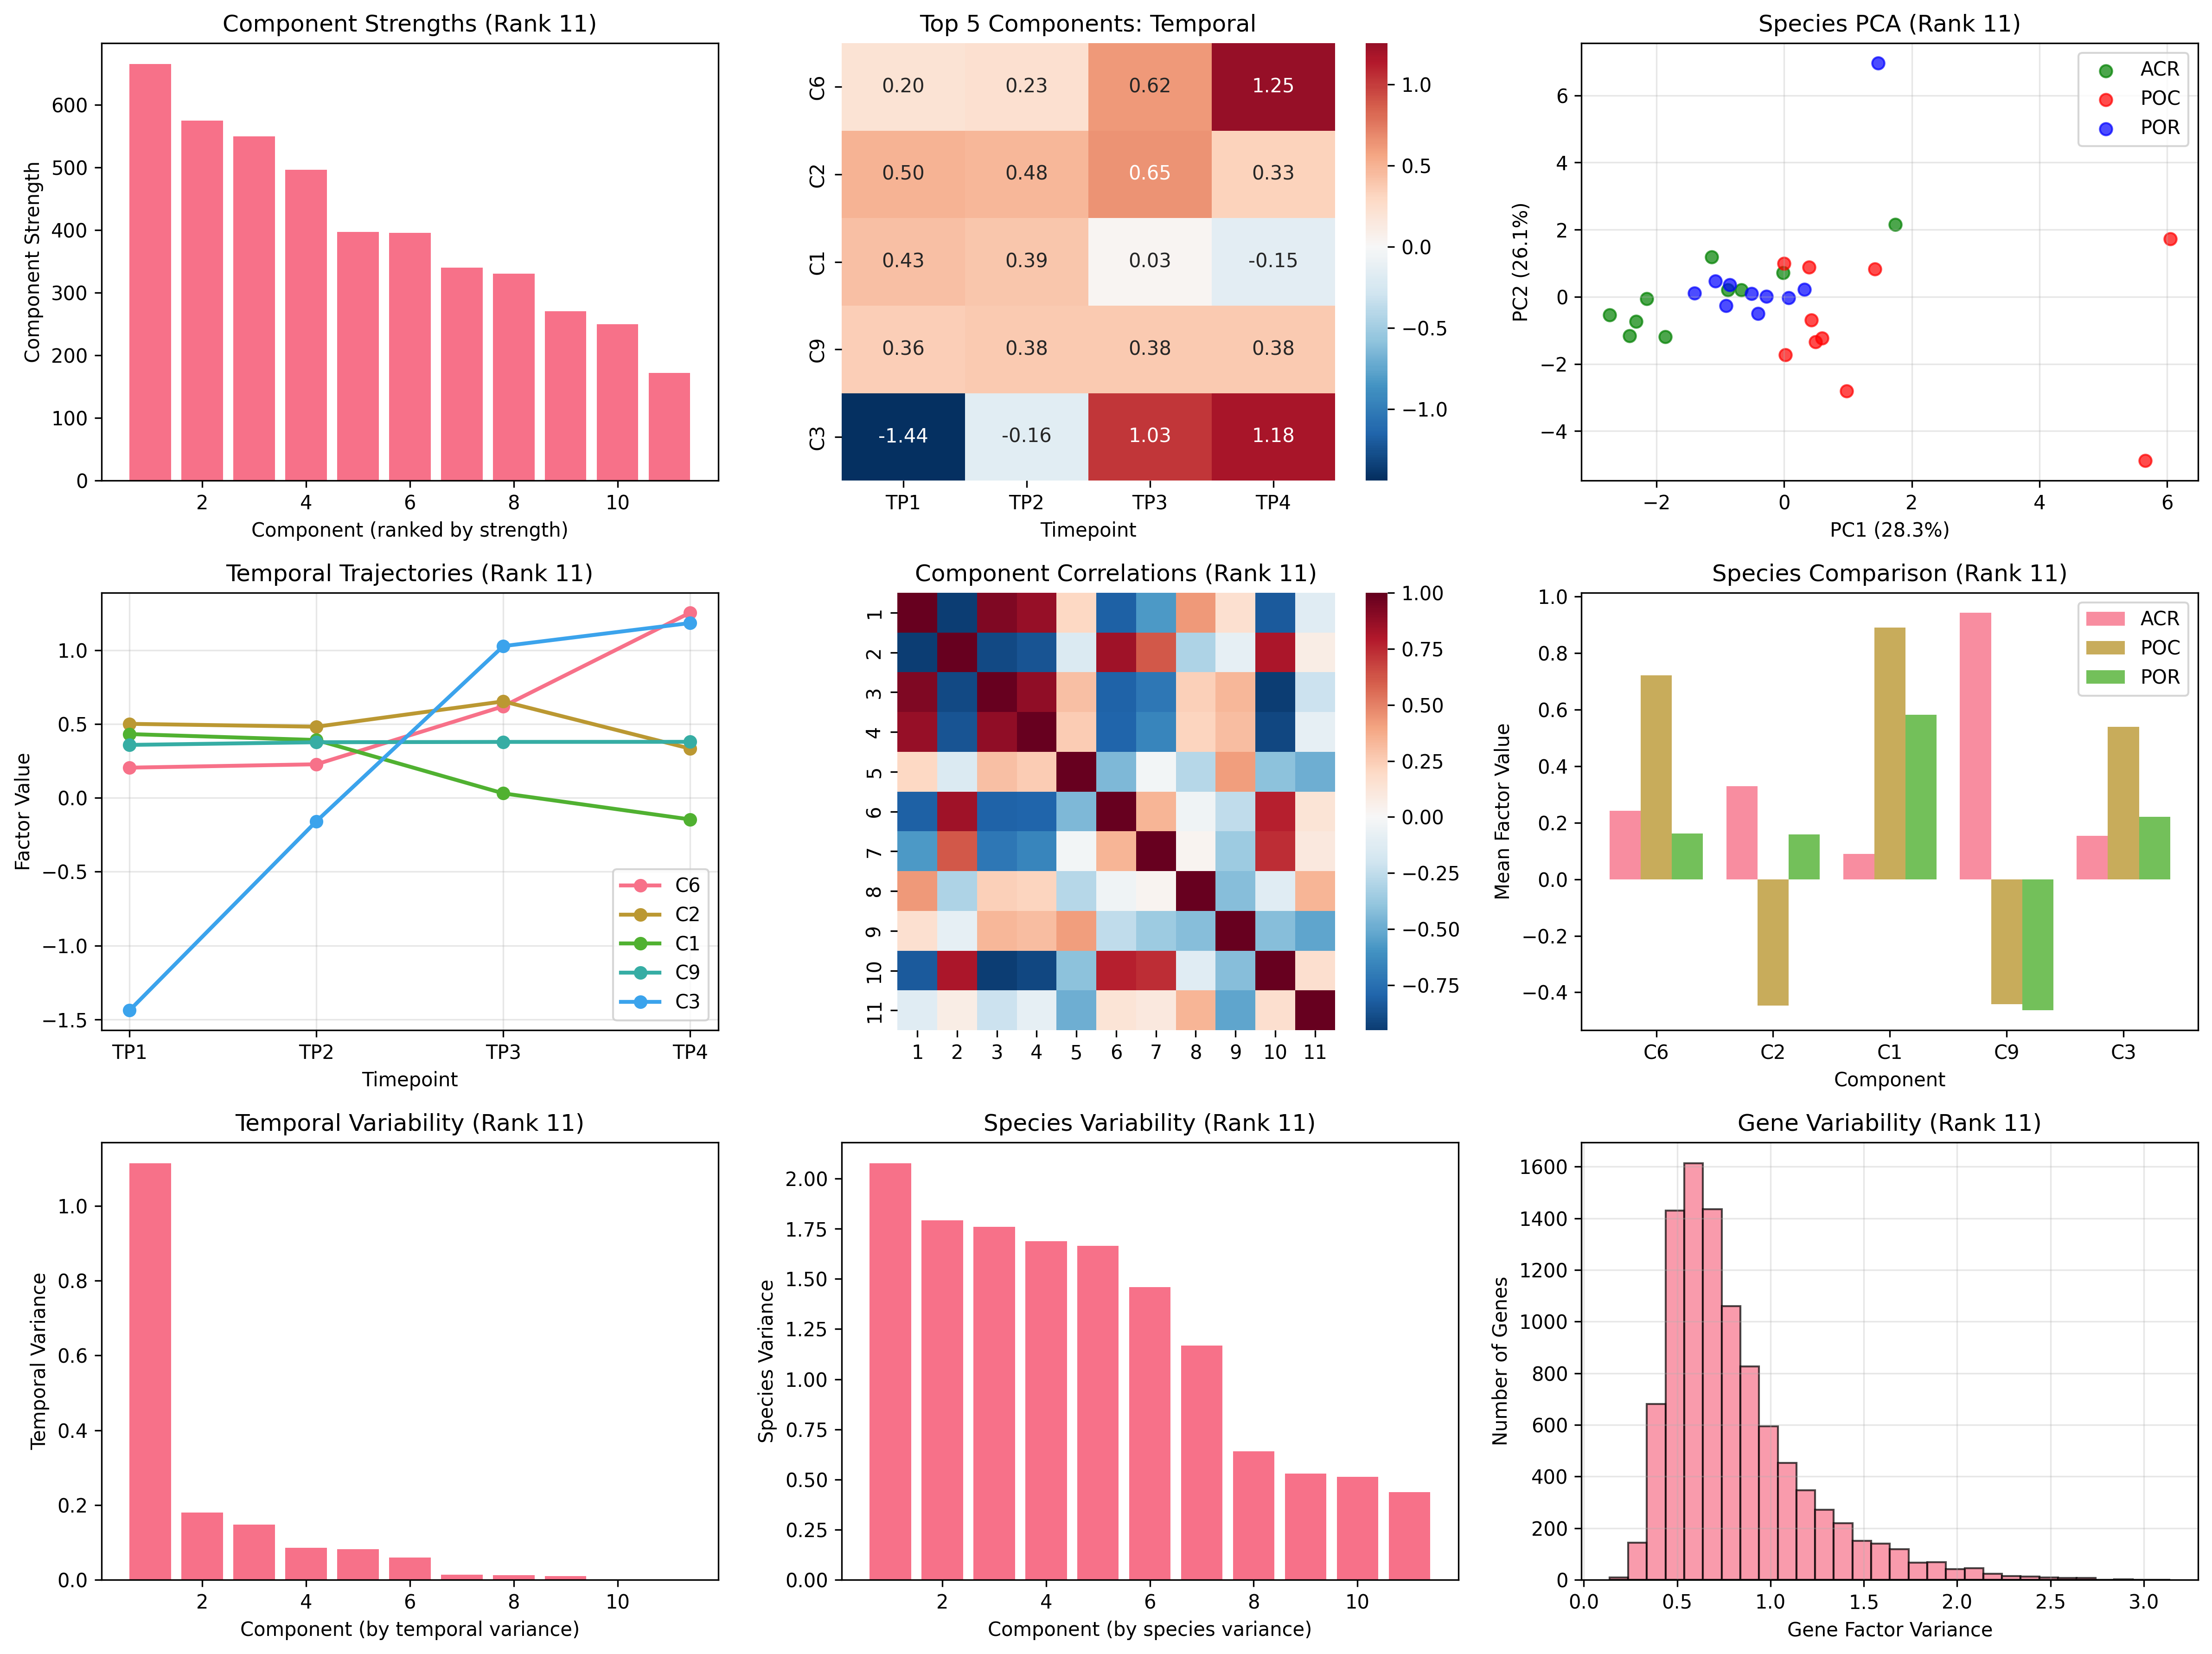 Component Strengths (Rank 11)
600
500
400
300
200
100
0
Component Strength
2 4 6 8 10
Component (ranked by strength)
Top 5 Components: Temporal
C6 0.20 0.23 0.62 1.25
C2 0.50 0.48 0.65 0.33
C1 0.43 0.39 0.03 -0.15
C9 0.36 0.38 0.38 0.38
C3 -1.44 -0.16 1.03 1.18
TP1 TP2 TP3 TP4
Timepoint
1.0
0.5
0.0
−0.5
−1.0
Species PCA (Rank 11)
ACR
POC
POR
6
4
2
0
−2
−4
PC2 (26.1%)
−2 0 2 4 6
PC1 (28.3%)
Temporal Trajectories (Rank 11)
1.0
0.5
0.0
−0.5
−1.0
−1.5
Factor Value
C6
C2
C1
C9
C3
TP1 TP2 TP3 TP4
Timepoint
Component Correlations (Rank 11)
1
2
3
4
5
6
7
8
9
10
11
1 2 3 4 5 6 7 8 9 10 11
1.00
0.75
0.50
0.25
0.00
−0.25
−0.50
−0.75
Species Comparison (Rank 11)
ACR
POC
POR
1.0
0.8
0.6
0.4
0.2
0.0
−0.2
−0.4
Mean Factor Value
C6 C2 C1 C9 C3
Component
Temporal Variability (Rank 11)
1.0
0.8
0.6
0.4
0.2
0.0
Temporal Variance
2 4 6 8 10
Component (by temporal variance)
Species Variability (Rank 11)
2.00
1.75
1.50
1.25
1.00
0.75
0.50
0.25
0.00
Species Variance
2 4 6 8 10
Component (by species variance)
Gene Variability (Rank 11)
1600
1400
1200
1000
800
600
400
200
0
Number of Genes
0.0 0.5 1.0 1.5 2.0 2.5 3.0
Gene Factor Variance